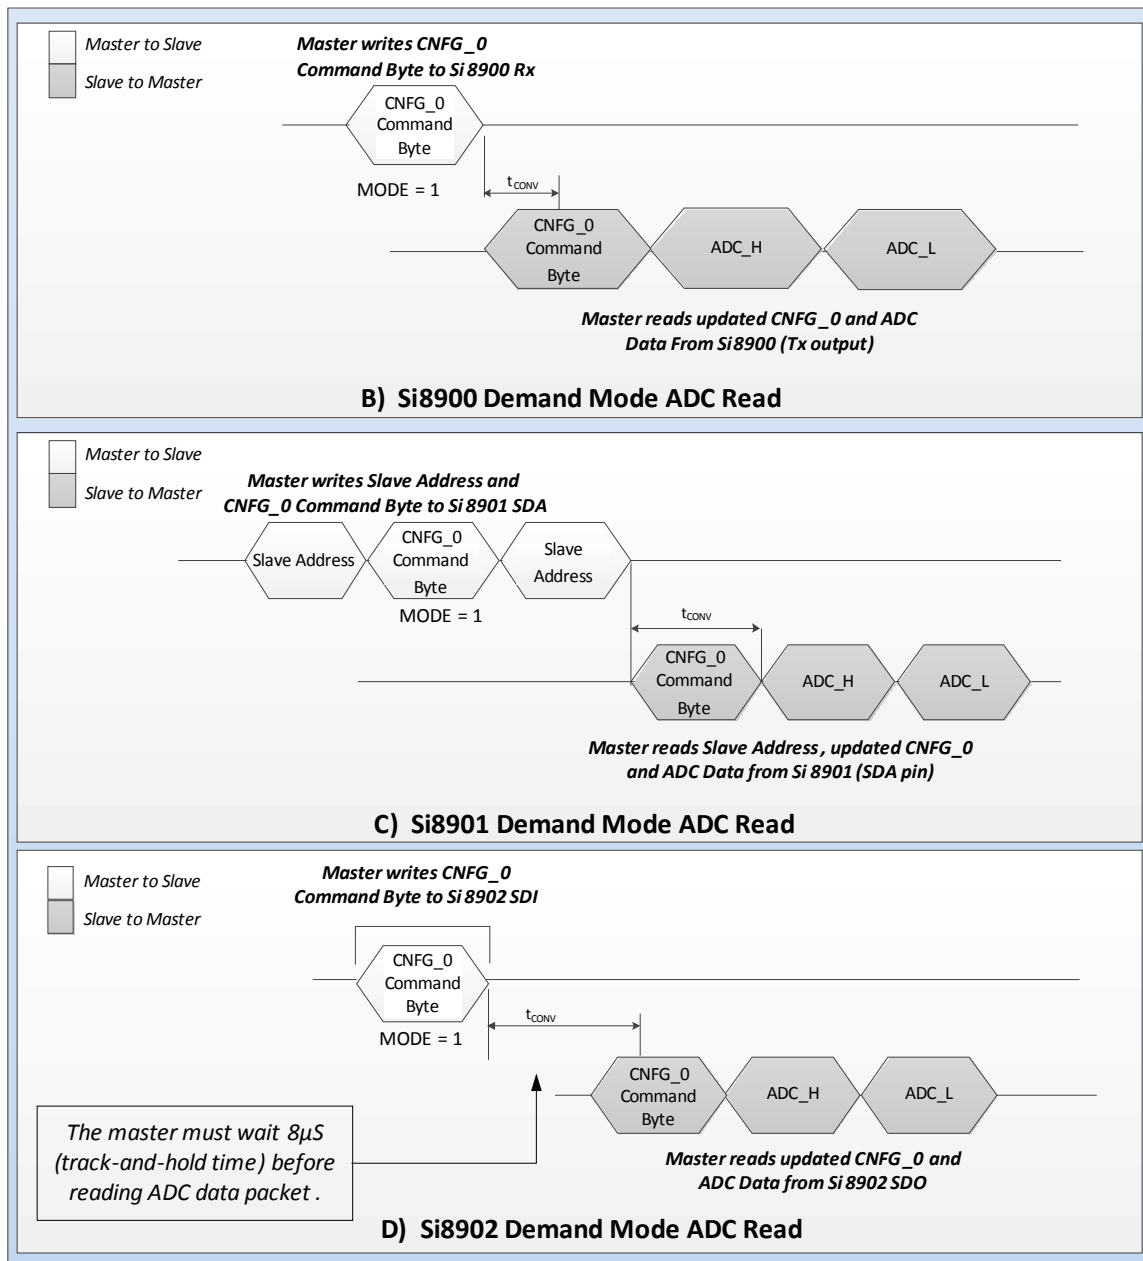 Master to Slave
Slave to Master
Master writes CNFG_0
Command Byte to Si8900 Rx
CNFG_0
Command
Byte
MODE = 1
tCONV
CNFG_0
Command
Byte
ADC_H
ADC_L
Master reads updated CNFG_0 and ADC
Data From Si8900 (Tx output)
B) Si8900 Demand Mode ADC Read
Master to Slave
Slave to Master
Master writes Slave Address and
CNFG_0 Command Byte to Si8901 SDA
Slave Address
CNFG_0
Command
Byte
Slave
Address
MODE = 1
tCONV
CNFG_0
Command
Byte
ADC_H
ADC_L
Master reads Slave Address, updated CNFG_0
and ADC Data from Si8901 (SDA pin)
C) Si8901 Demand Mode ADC Read
Master to Slave
Slave to Master
Master writes CNFG_0
Command Byte to Si8902 SDI
CNFG_0
Command
Byte
MODE = 1
tCONV
CNFG_0
Command
Byte
ADC_H
ADC_L
The master must wait 8µS
(track-and-hold time) before
reading ADC data packet.
Master reads updated CNFG_0 and
ADC Data from Si8902 SDO
D) Si8902 Demand Mode ADC Read